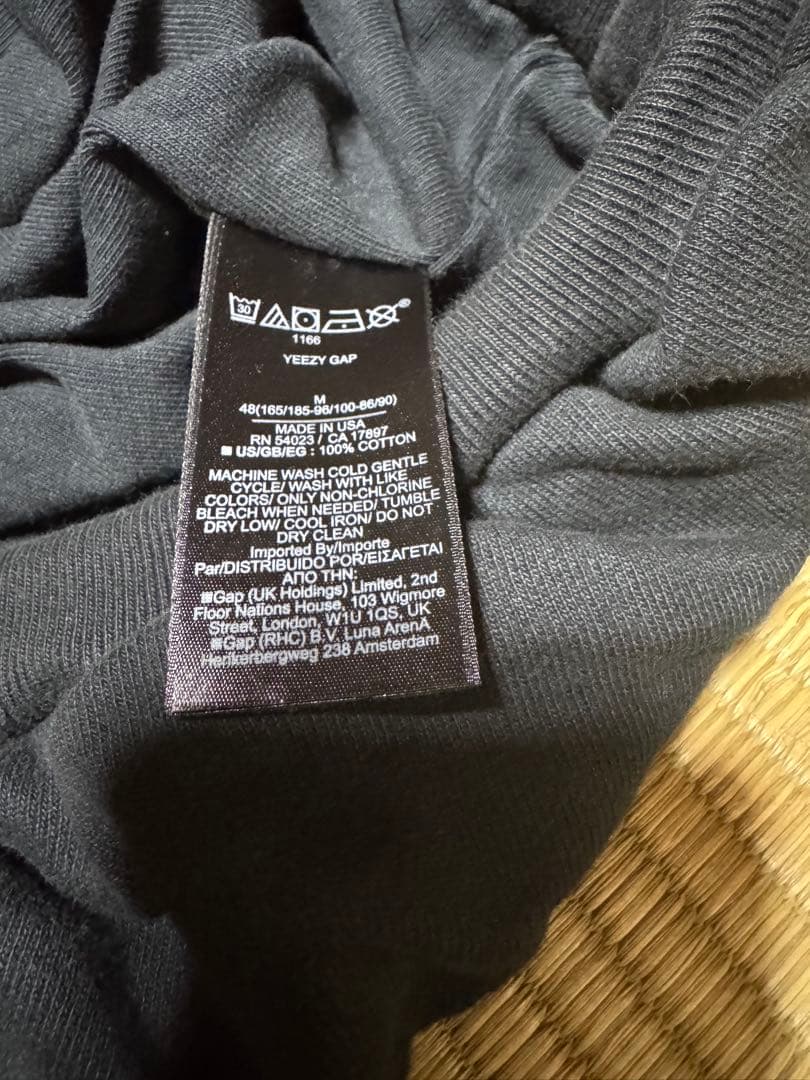 30
®
1166
YEEZY GAP
M
48(165/185-96/100-86/90)
MADE IN USA
RN 54023 / CA 17897
US/GB/EG : 100% COTTON
MACHINE WASH COLD GENTLE
CYCLE/ WASH WITH LIKE
COLORS/ ONLY NON-CHLORINE
BLEACH WHEN NEEDED/ TUMBLE
DRY LOW/ COOL IRON/ DO NOT
DRY CLEAN
Imported By/Importe
Par/DISTRIBUIDO POR/ΕΙΣΑΓΕΤΑΙ
ΑΠΟ ΤΗΝ:
Gap (UK Holdings) Limited, 2nd
Floor Nations House, 103 Wigmore
Street, London, W1U 1QS, UK
Gap (RHC) B.V. Luna ArenA
Herikerbergweg 238 Amsterdam